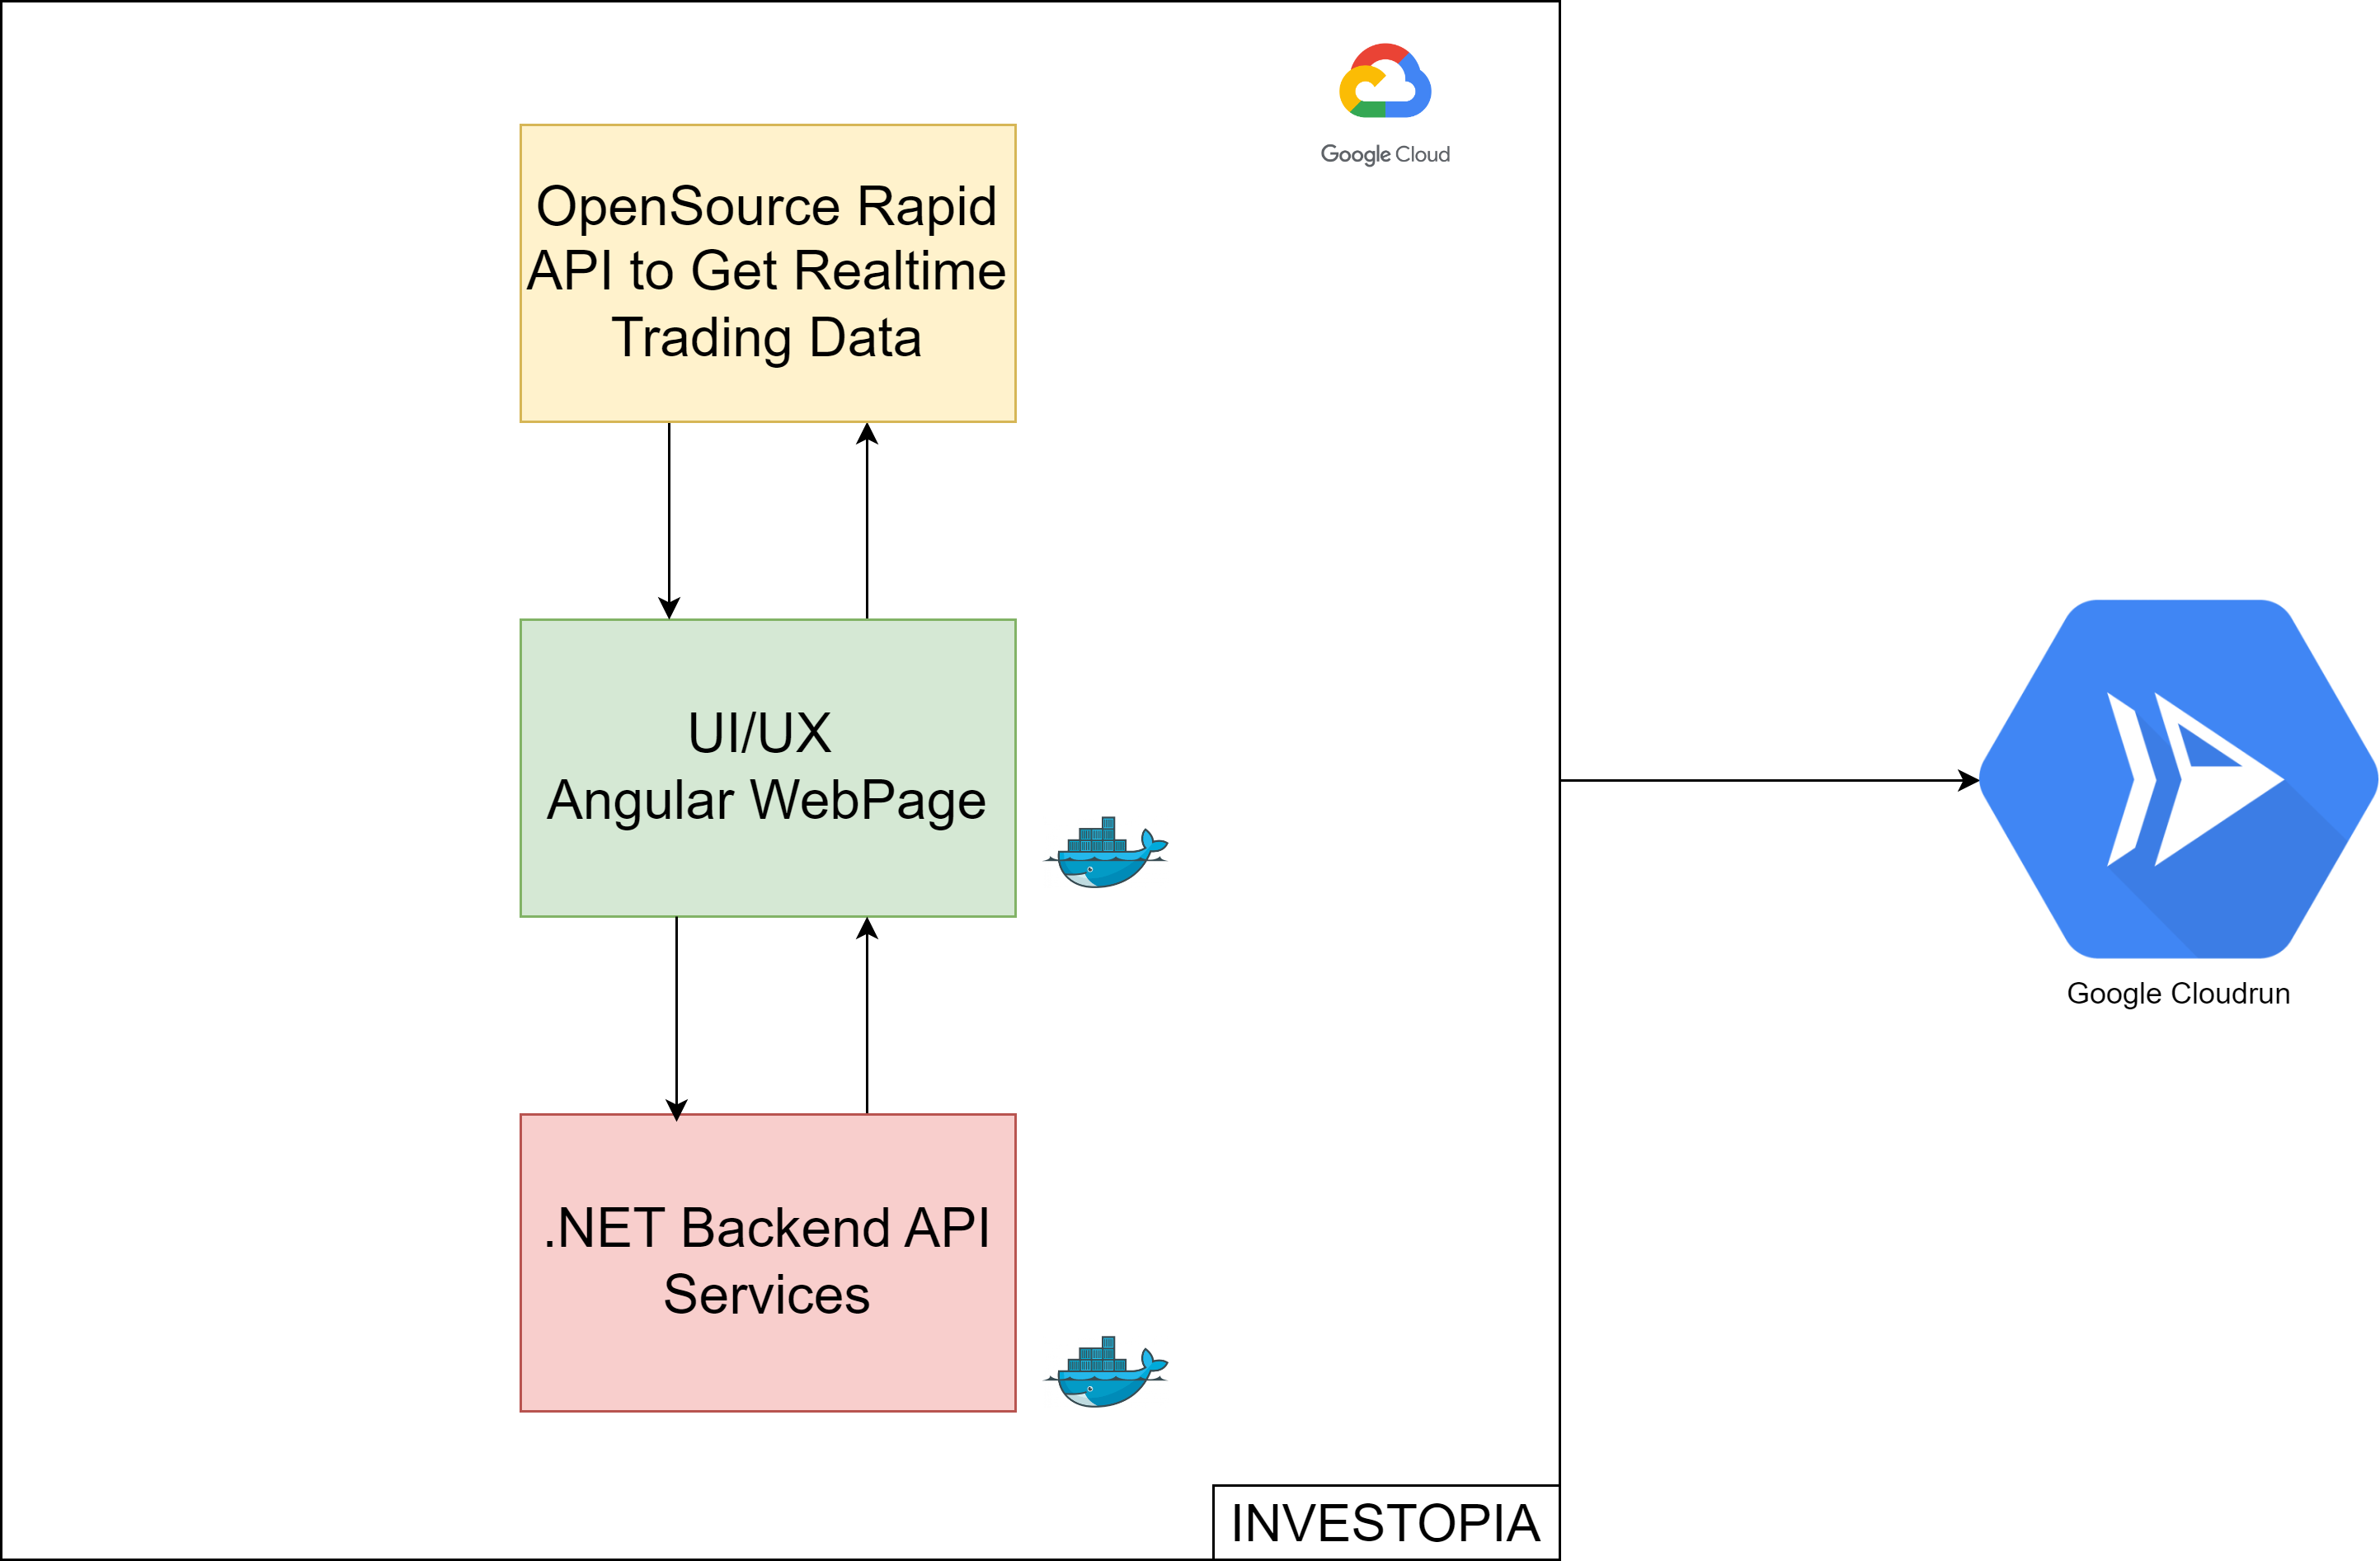 Google Cloud
OpenSource Rapid
API to Get Realtime
Trading Data
UI/UX
Angular WebPage
Google Cloudrun
.NET Backend API
Services
INVESTOPIA